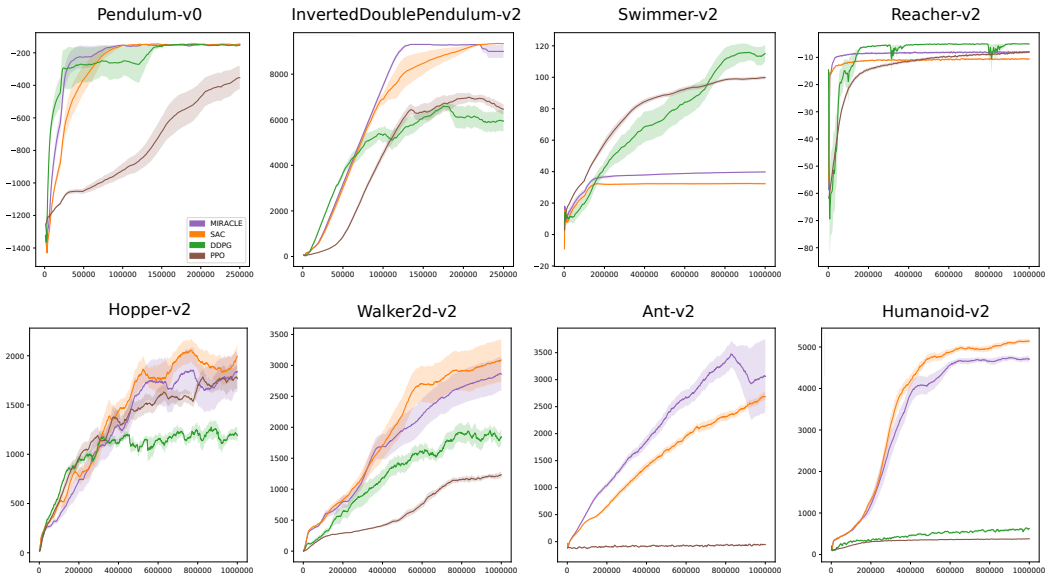 Pendulum-v0
−200
−400
−600
−800
−1000
−1200
−1400
0 50000 100000 150000 200000 250000
MIRACLE
SAC
DDPG
PPO
InvertedDoublePendulum-v2
8000
6000
4000
2000
0
0 50000 100000 150000 200000 250000
Swimmer-v2
120
100
80
60
40
20
0
−20
0 200000 400000 600000 800000 1000000
Reacher-v2
−10
−20
−30
−40
−50
−60
−70
−80
0 200000 400000 600000 800000 1000000
Hopper-v2
2000
1500
1000
500
0
0 200000 400000 600000 800000 1000000
Walker2d-v2
3500
3000
2500
2000
1500
1000
500
0
0 200000 400000 600000 800000 1000000
Ant-v2
3500
3000
2500
2000
1500
1000
500
0
0 200000 400000 600000 800000 1000000
Humanoid-v2
5000
4000
3000
2000
1000
0
0 200000 400000 600000 800000 1000000